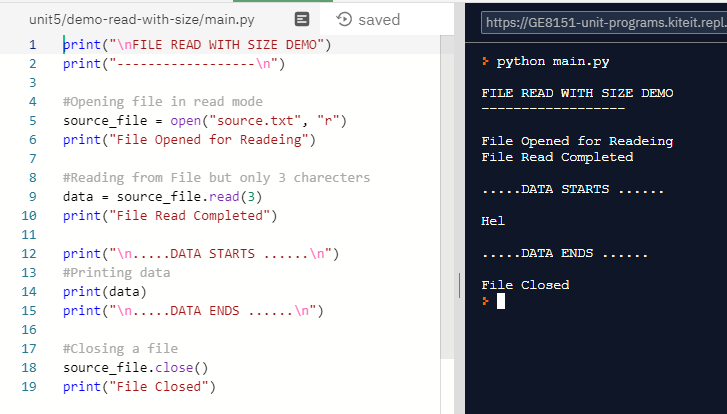 unit5/demo-read-with-size/main.py
saved
1 print("\nFILE READ WITH SIZE DEMO")
2 print("------------------\n")
3
4 #Opening file in read mode
5 source_file = open("source.txt", "r")
6 print("File Opened for Readeing")
7
8 #Reading from File but only 3 charecters
9 data = source_file.read(3)
10 print("File Read Completed")
11
12 print("\n.....DATA STARTS ......\n")
13 #Printing data
14 print(data)
15 print("\n.....DATA ENDS ......\n")
16
17 #Closing a file
18 source_file.close()
19 print("File Closed")
https://GE8151-unit-programs.kiteit.repl.
> python main.py
FILE READ WITH SIZE DEMO
------------------
File Opened for Readeing
File Read Completed
.....DATA STARTS ......
Hel
.....DATA ENDS ......
File Closed
>